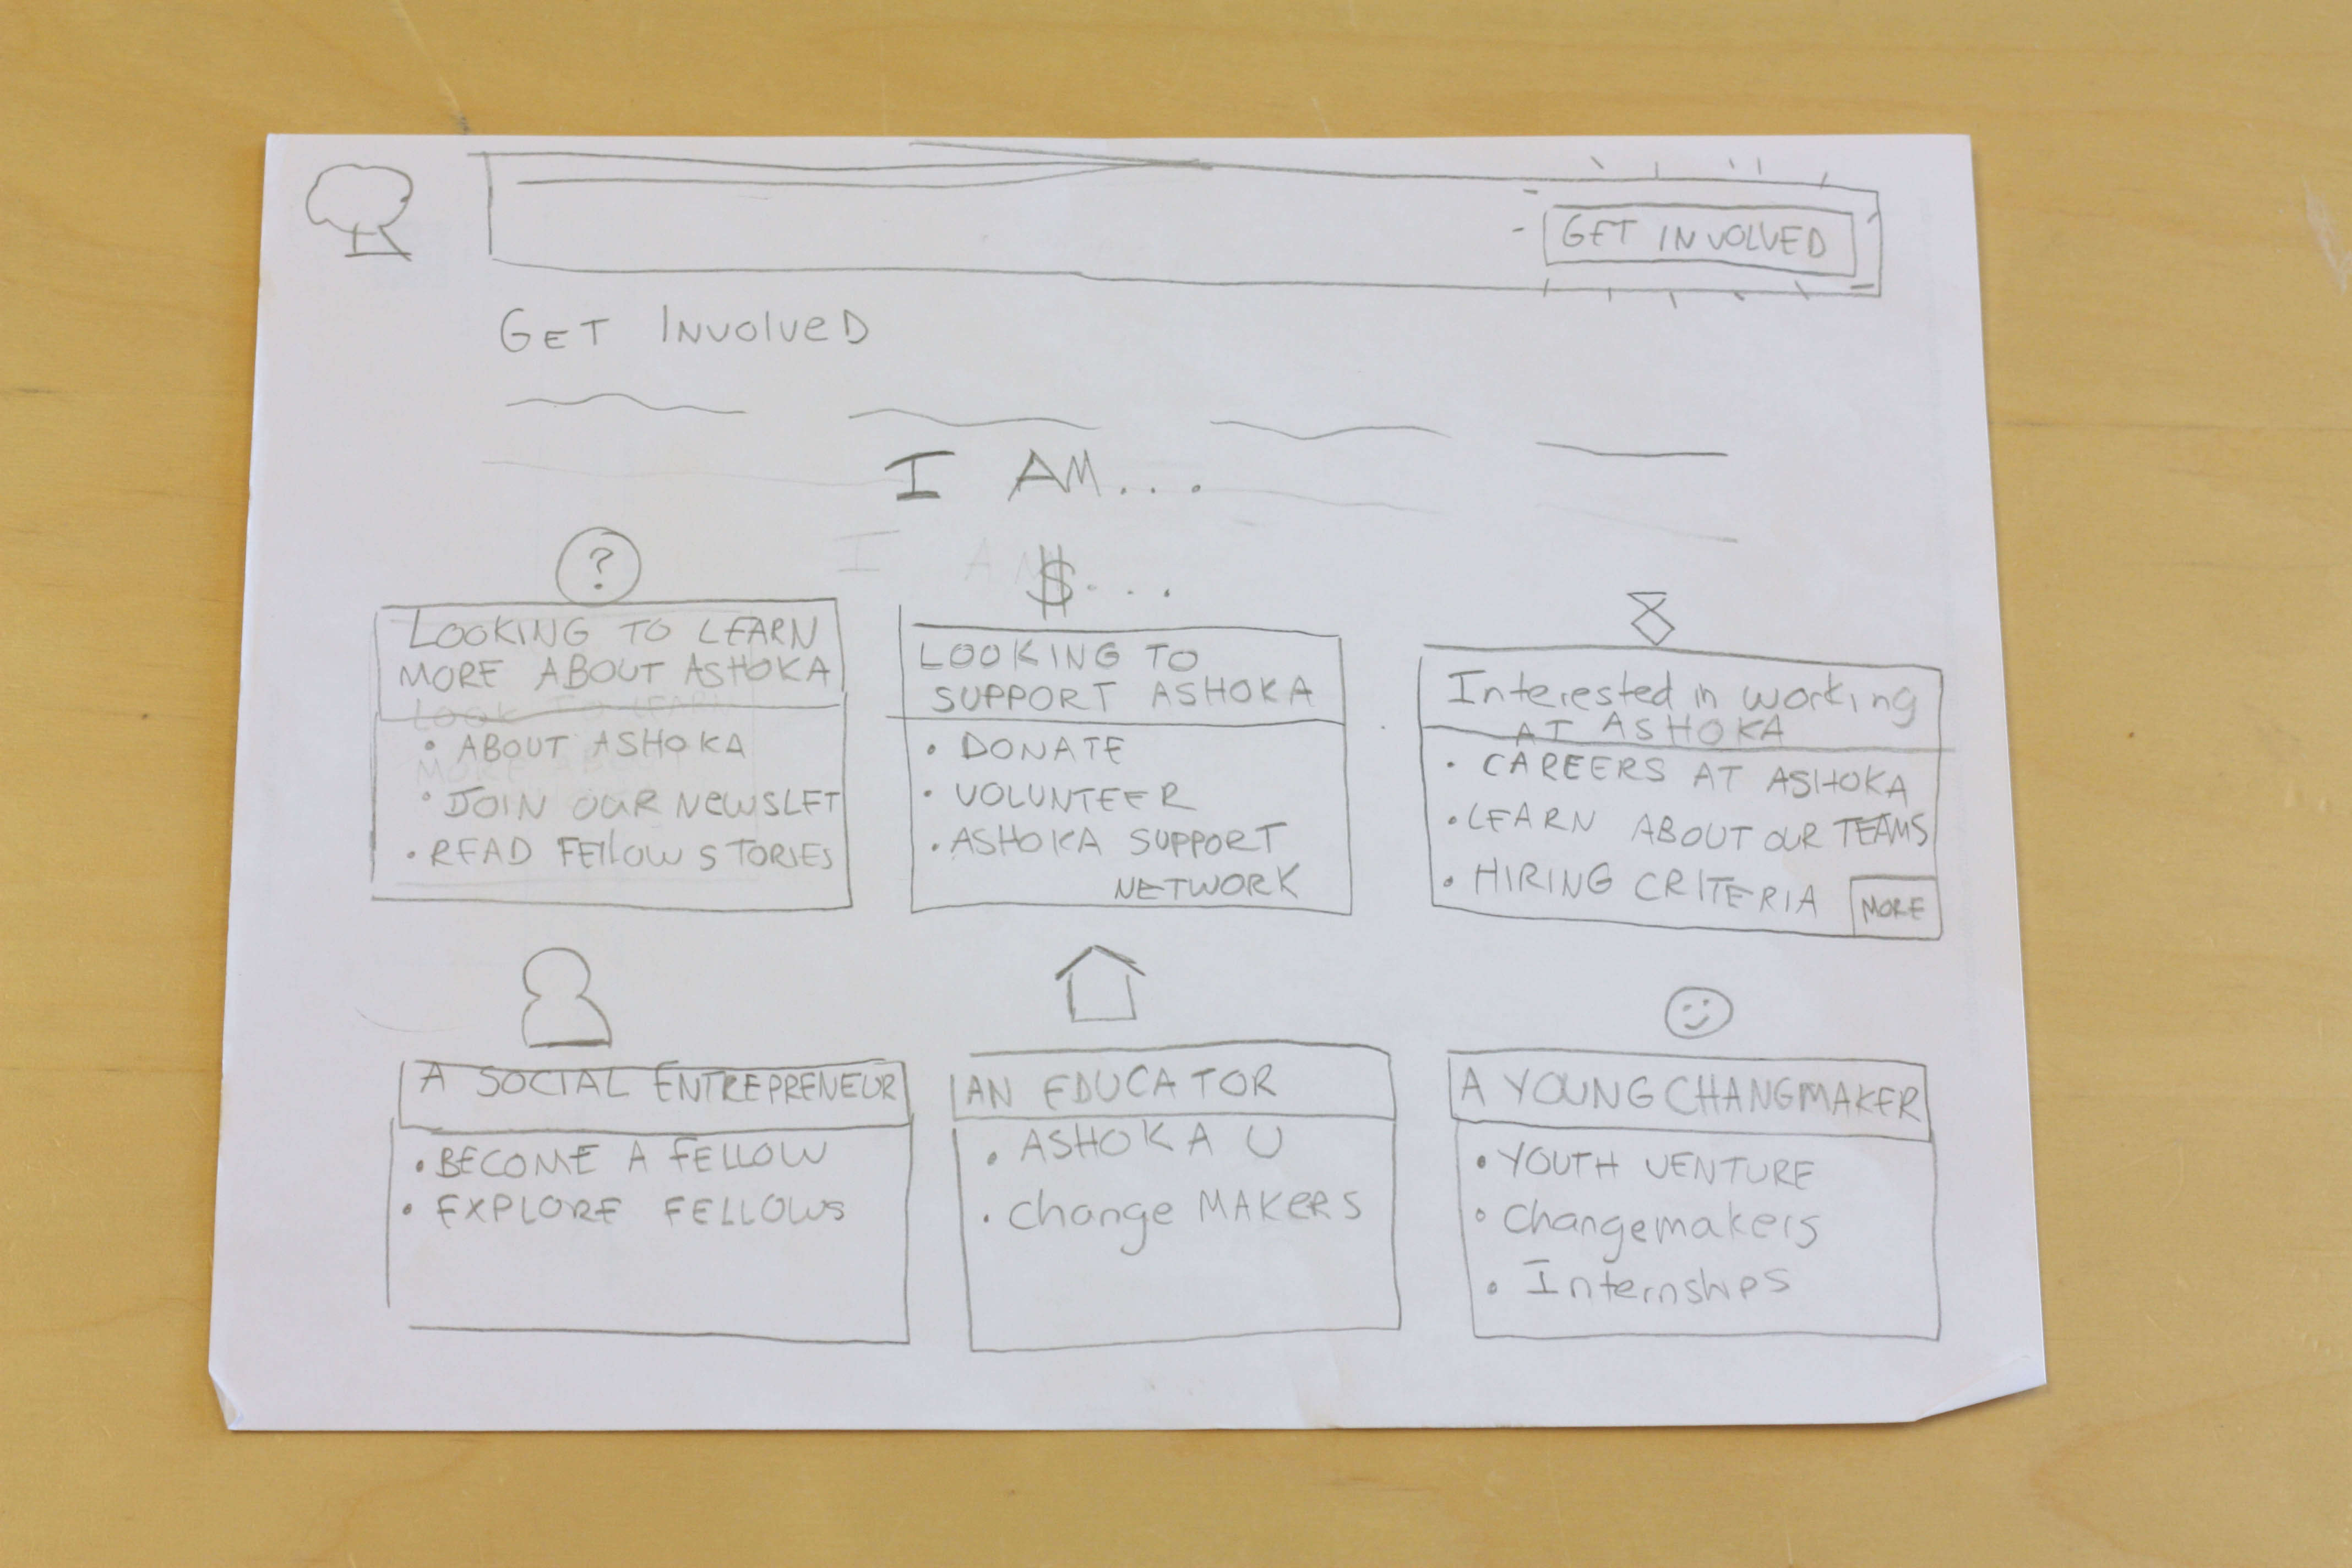 GET INVOLVED
GET INVOLVED
I AM...
?
$...
LOOKING TO LEARN
MORE ABOUT ASHOKA
• ABOUT ASHOKA
• JOIN OUR NEWSLET
• READ FELLOW STORIES
LOOKING TO
SUPPORT ASHOKA
• DONATE
• VOLUNTEER
• ASHOKA SUPPORT
NETWORK
Interested in working
AT ASHOKA
• CAREERS AT ASHOKA
• LEARN ABOUT OUR TEAMS
• HIRING CRITERIA
MORE
A SOCIAL ENTREPRENEUR
• BECOME A FELLOW
• EXPLORE FELLOWS
AN EDUCATOR
• ASHOKA U
• Change MAKERS
A YOUNG CHANGMAKER
• YOUTH VENTURE
• Changemakers
• Internships